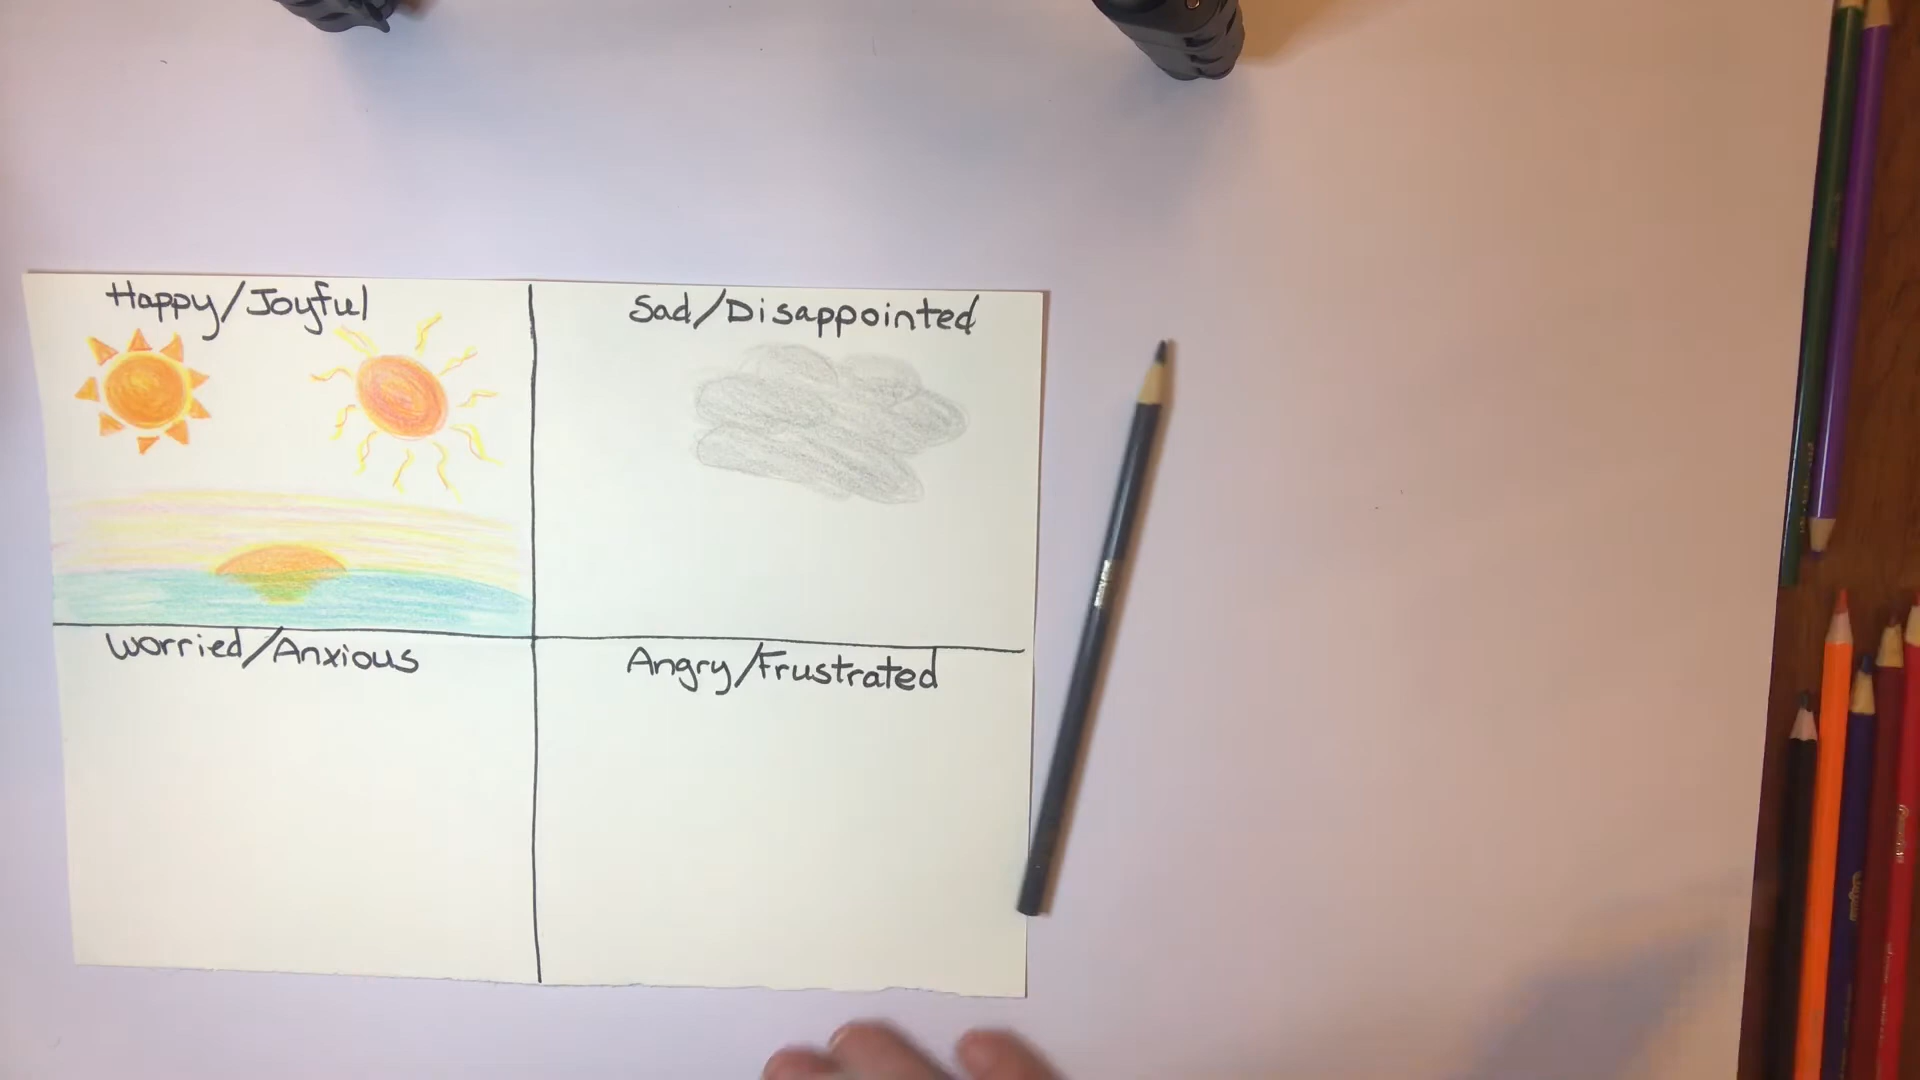 Happy/Joyful
Sad/Disappointed
Worried/Anxious
Angry/Frustrated